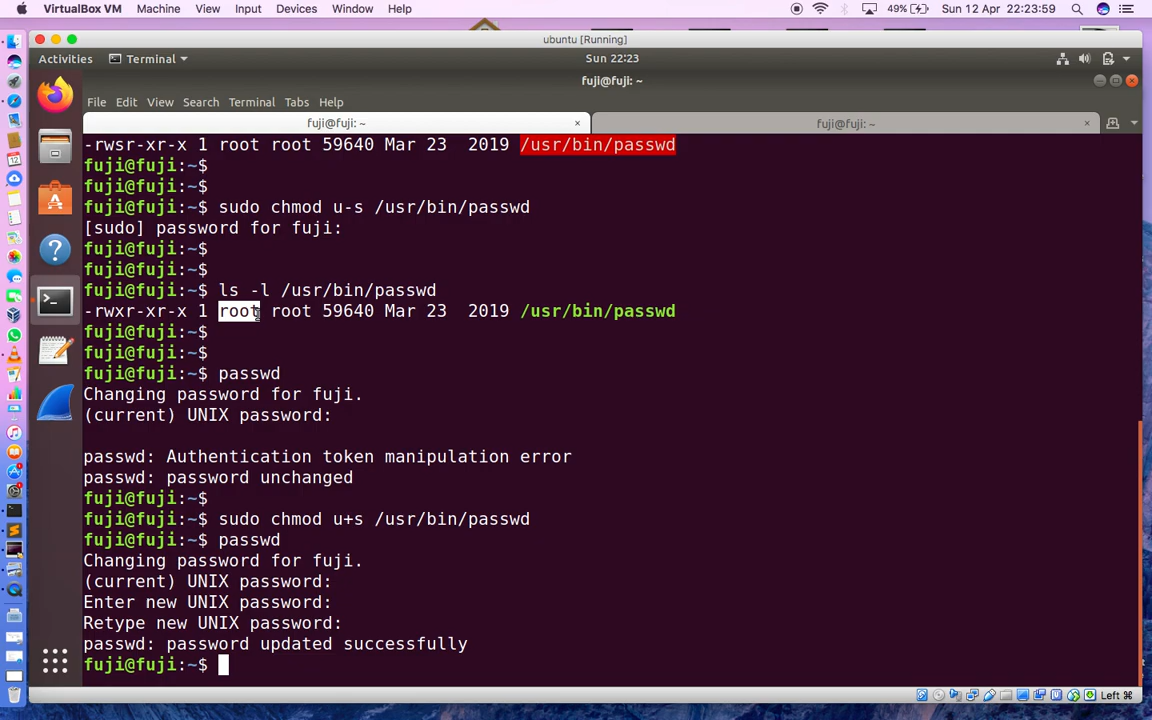 VirtualBox VM Machine View Input Devices Window Help 49% Sun 12 Apr 22:23:59
ubuntu [Running]
Activities Terminal Sun 22:23
fuji@fuji: ~
File Edit View Search Terminal Tabs Help
fuji@fuji: ~ × fuji@fuji: ~ ×
-rwsr-xr-x 1 root root 59640 Mar 23  2019 /usr/bin/passwd
fuji@fuji:~$
fuji@fuji:~$
fuji@fuji:~$ sudo chmod u-s /usr/bin/passwd
[sudo] password for fuji:
fuji@fuji:~$
fuji@fuji:~$
fuji@fuji:~$ ls -l /usr/bin/passwd
-rwxr-xr-x 1 root root 59640 Mar 23  2019 /usr/bin/passwd
fuji@fuji:~$
fuji@fuji:~$
fuji@fuji:~$ passwd
Changing password for fuji.
(current) UNIX password:
passwd: Authentication token manipulation error
passwd: password unchanged
fuji@fuji:~$
fuji@fuji:~$ sudo chmod u+s /usr/bin/passwd
fuji@fuji:~$ passwd
Changing password for fuji.
(current) UNIX password:
Enter new UNIX password:
Retype new UNIX password:
passwd: password updated successfully
fuji@fuji:~$
Left ⌘